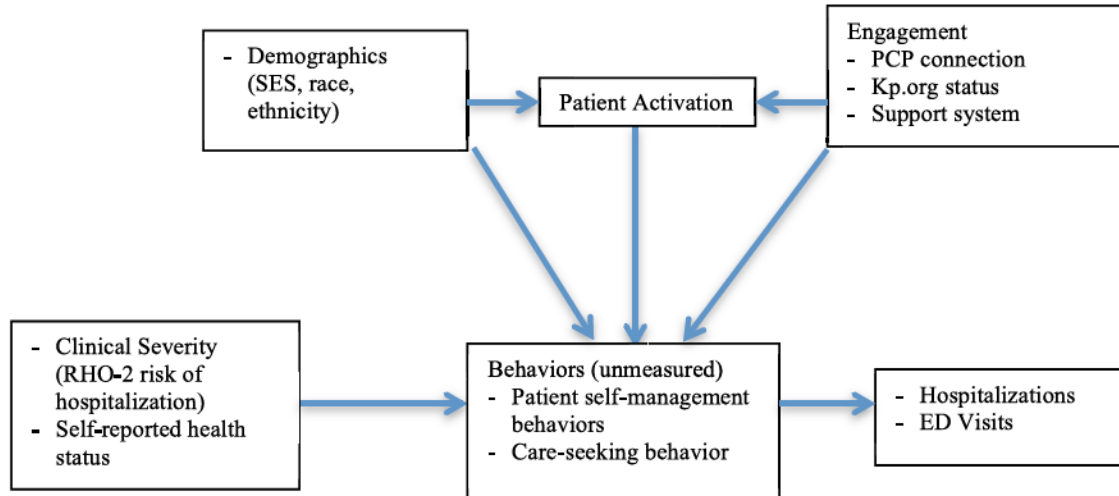 - Demographics
(SES, race,
ethnicity)
Patient Activation
Engagement
- PCP connection
- Kp.org status
- Support system
- Clinical Severity
(RHO-2 risk of
hospitalization)
- Self-reported health
status
Behaviors (unmeasured)
- Patient self-management
behaviors
- Care-seeking behavior
- Hospitalizations
- ED Visits